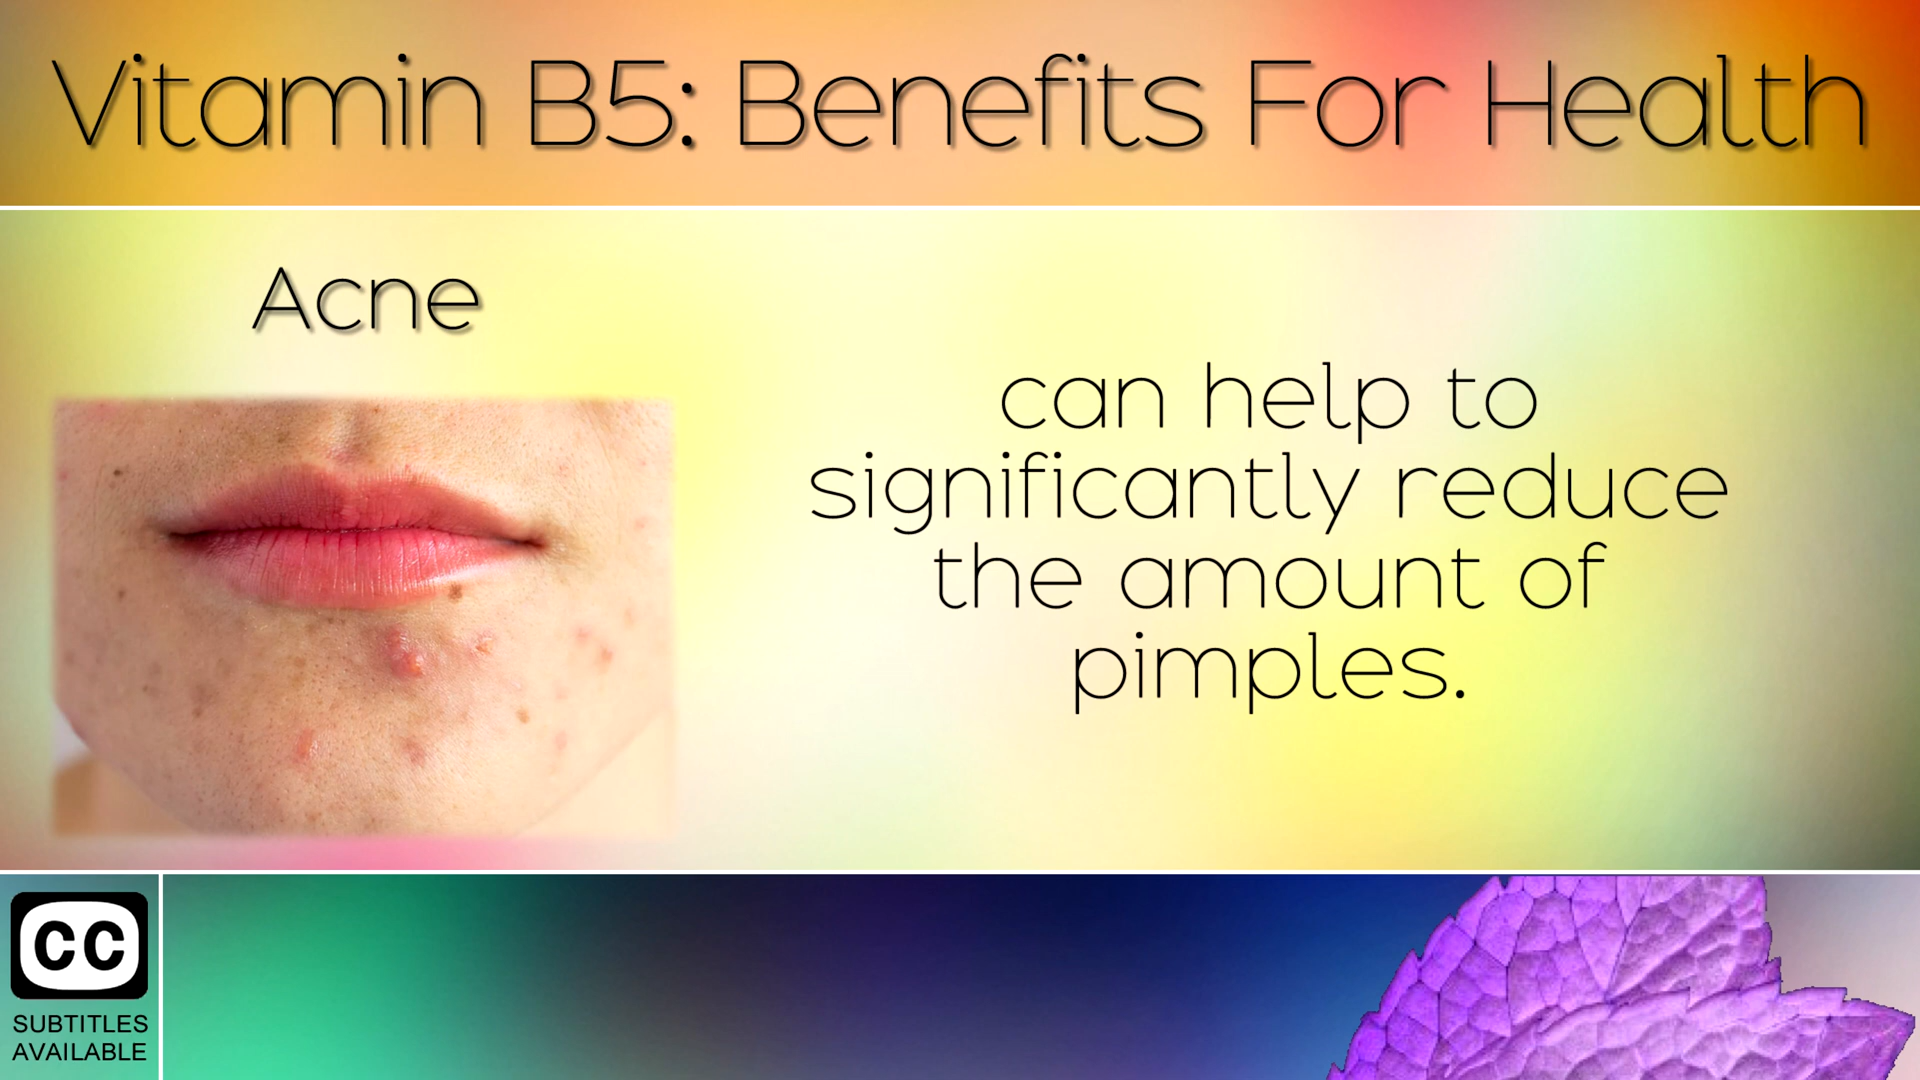 Vitamin B5: Benefits For Health
Acne
can help to
significantly reduce
the amount of
pimples.
CC
SUBTITLES
AVAILABLE